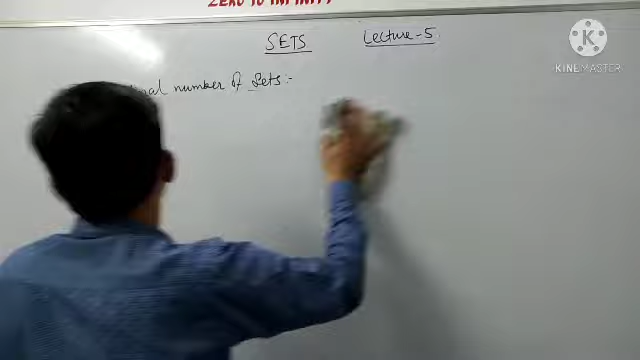 ZERO TO INFINITY
SETS Lecture-5
number of Sets:-
K
KINEMASTER